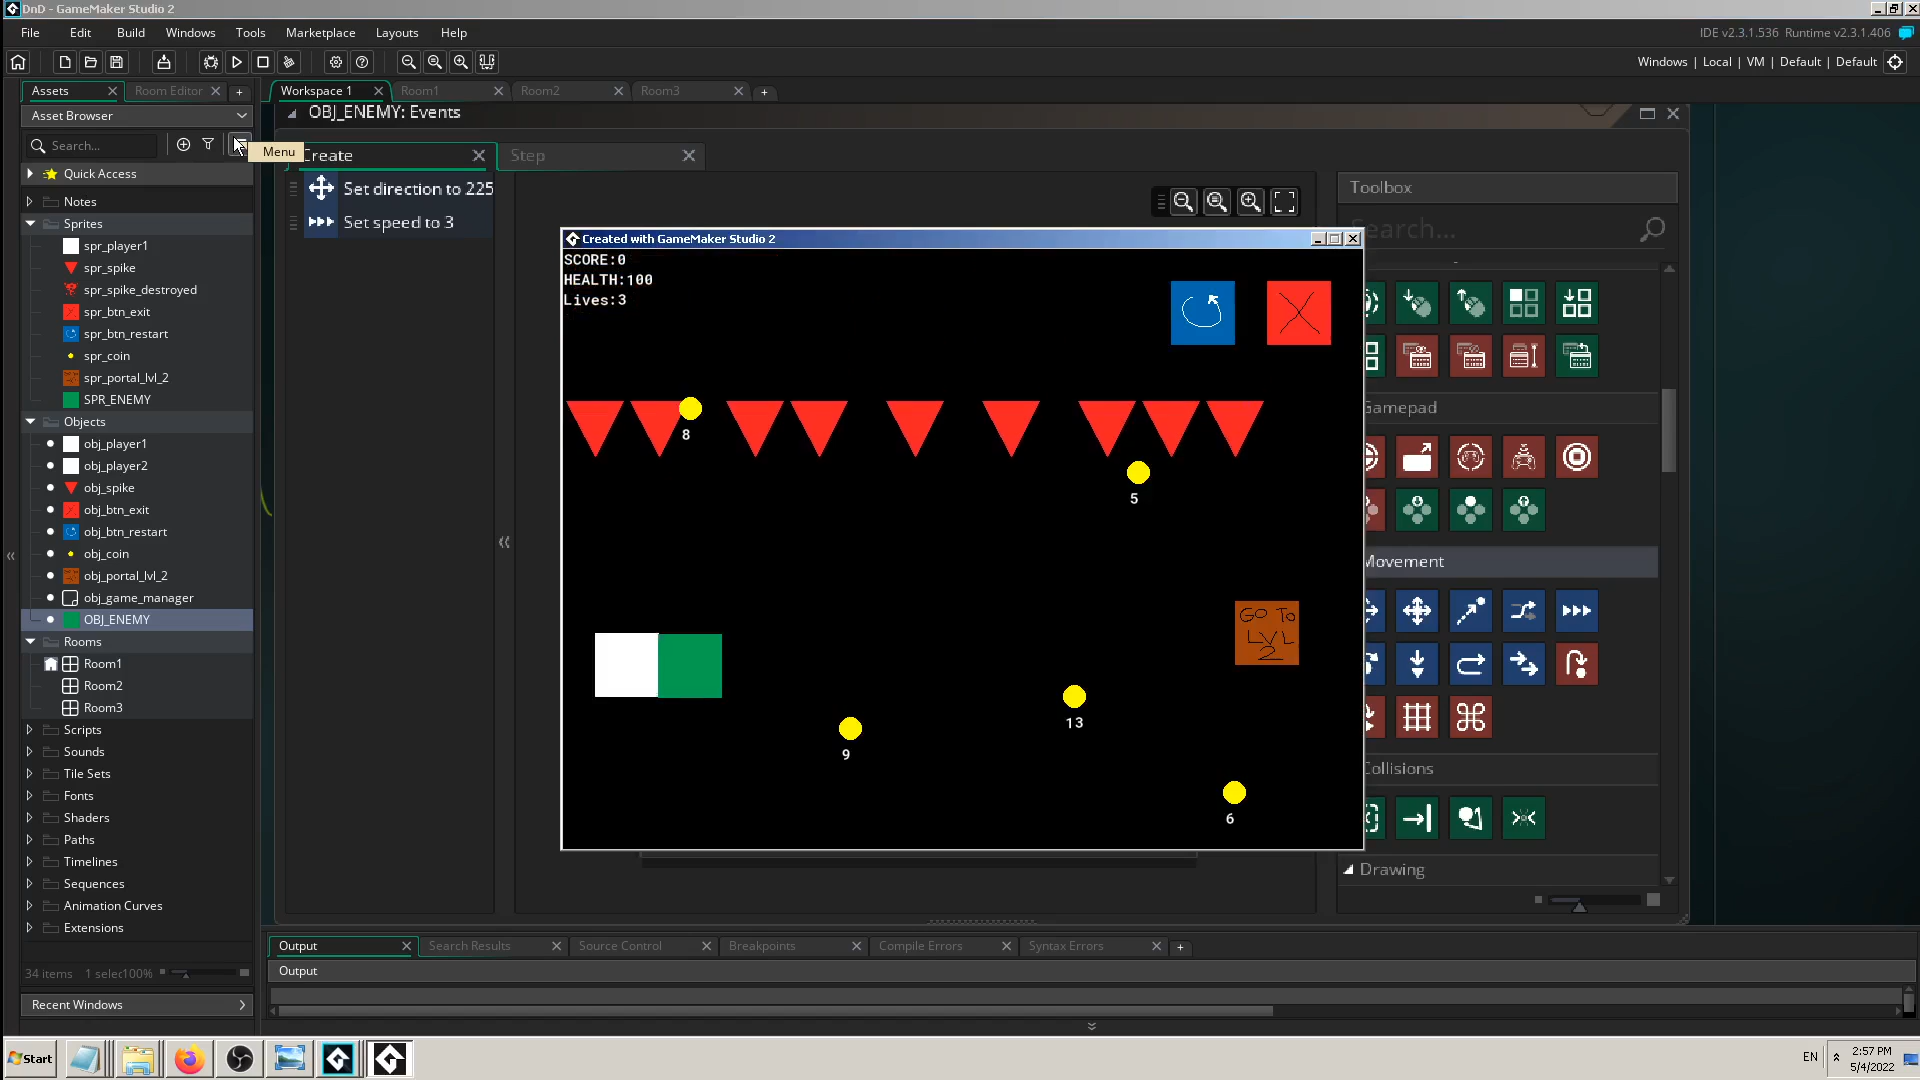 DnD - GameMaker Studio 2
File Edit Build Windows Tools Marketplace Layouts Help
IDE v2.3.1.536 Runtime v2.3.1.406
Windows | Local | VM | Default | Default
Assets Room Editor
Workspace 1 Room1 Room2 Room3
Asset Browser
Search...
Menu
Quick Access
Notes
Sprites
spr_player1
spr_spike
spr_spike_destroyed
spr_btn_exit
spr_btn_restart
spr_coin
spr_portal_lvl_2
SPR_ENEMY
Objects
obj_player1
obj_player2
obj_spike
obj_btn_exit
obj_btn_restart
obj_coin
obj_portal_lvl_2
obj_game_manager
OBJ_ENEMY
Rooms
Room1
Room2
Room3
Scripts
Sounds
Tile Sets
Fonts
Shaders
Paths
Timelines
Sequences
Animation Curves
Extensions
34 items 1 selec100%
Recent Windows
OBJ_ENEMY: Events
Create Step
Set direction to 225
Set speed to 3
Created with GameMaker Studio 2
SCORE:0
HEALTH:100
Lives:3
8
5
GO TO
LVL
2
13
9
6
Toolbox
Search...
Gamepad
Movement
Collisions
Drawing
Output Search Results Source Control Breakpoints Compile Errors Syntax Errors
Output
Start
EN
2:57 PM
5/4/2022